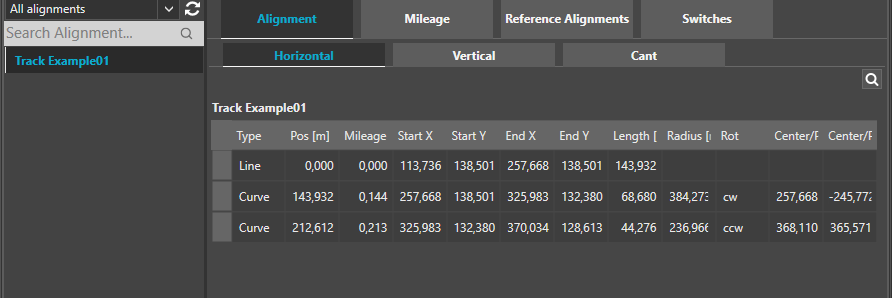 All alignments
Search Alignment...
Track Example01
Alignment Mileage Reference Alignments Switches
Horizontal Vertical Cant
Track Example01
Type Pos [m] Mileage Start X Start Y End X End Y Length [ Radius [r Rot Center/P Center/P
Line 0,000 0,000 113,736 138,501 257,668 138,501 143,932
Curve 143,932 0,144 257,668 138,501 325,983 132,380 68,680 384,273 cw 257,668 -245,772
Curve 212,612 0,213 325,983 132,380 370,034 128,613 44,276 236,966 ccw 368,110 365,571